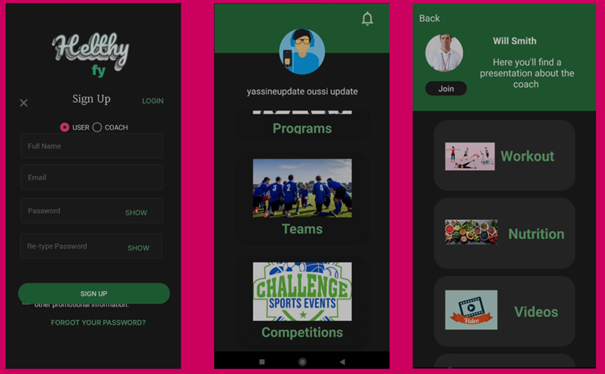 Helthy
fy
Sign Up
LOGIN
USER
COACH
Full Name
Email
Password
SHOW
Re-type Password
SHOW
SIGN UP
other promotional information.
FORGOT YOUR PASSWORD?
yassineupdate oussi update
Programs
Teams
CHALLENGE
SPORTS EVENTS
Competitions
Back
Will Smith
Here you'll find a
presentation about the
coach
Join
Workout
Nutrition
Video
Videos